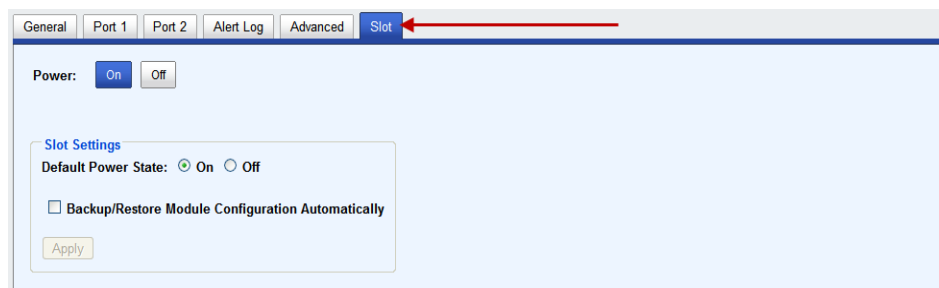 General Port 1 Port 2 Alert Log Advanced Slot
Power: On Off
Slot Settings
Default Power State: On Off
Backup/Restore Module Configuration Automatically
Apply